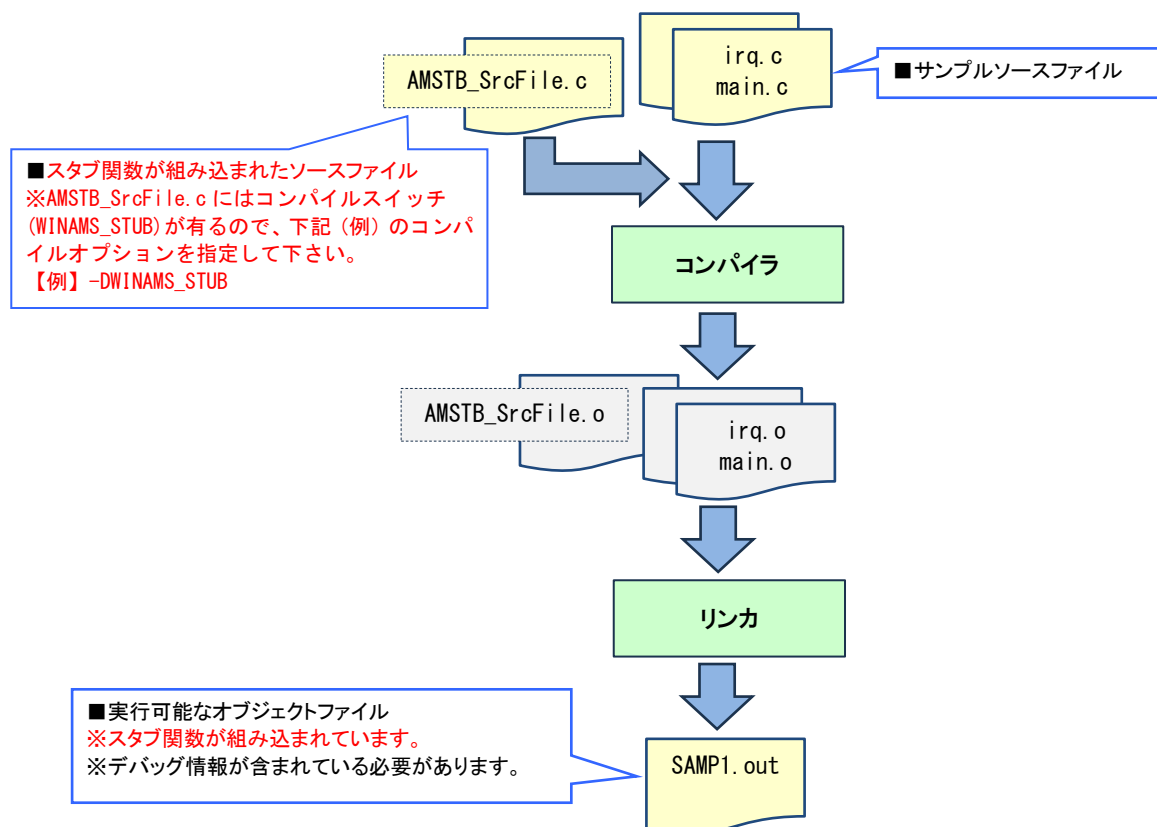 AMSTB_SrcFile.c
irq.c
main.c
■サンプルソースファイル
■スタブ関数が組み込まれたソースファイル
※AMSTB_SrcFile.c にはコンパイルスイッチ
(WINAMS_STUB)が有るので、下記（例）のコンパ
イルオプションを指定して下さい。
【例】-DWINAMS_STUB
コンパイラ
AMSTB_SrcFile.o
irq.o
main.o
リンカ
■実行可能なオブジェクトファイル
※スタブ関数が組み込まれています。
※デバッグ情報が含まれている必要があります。
SAMP1.out